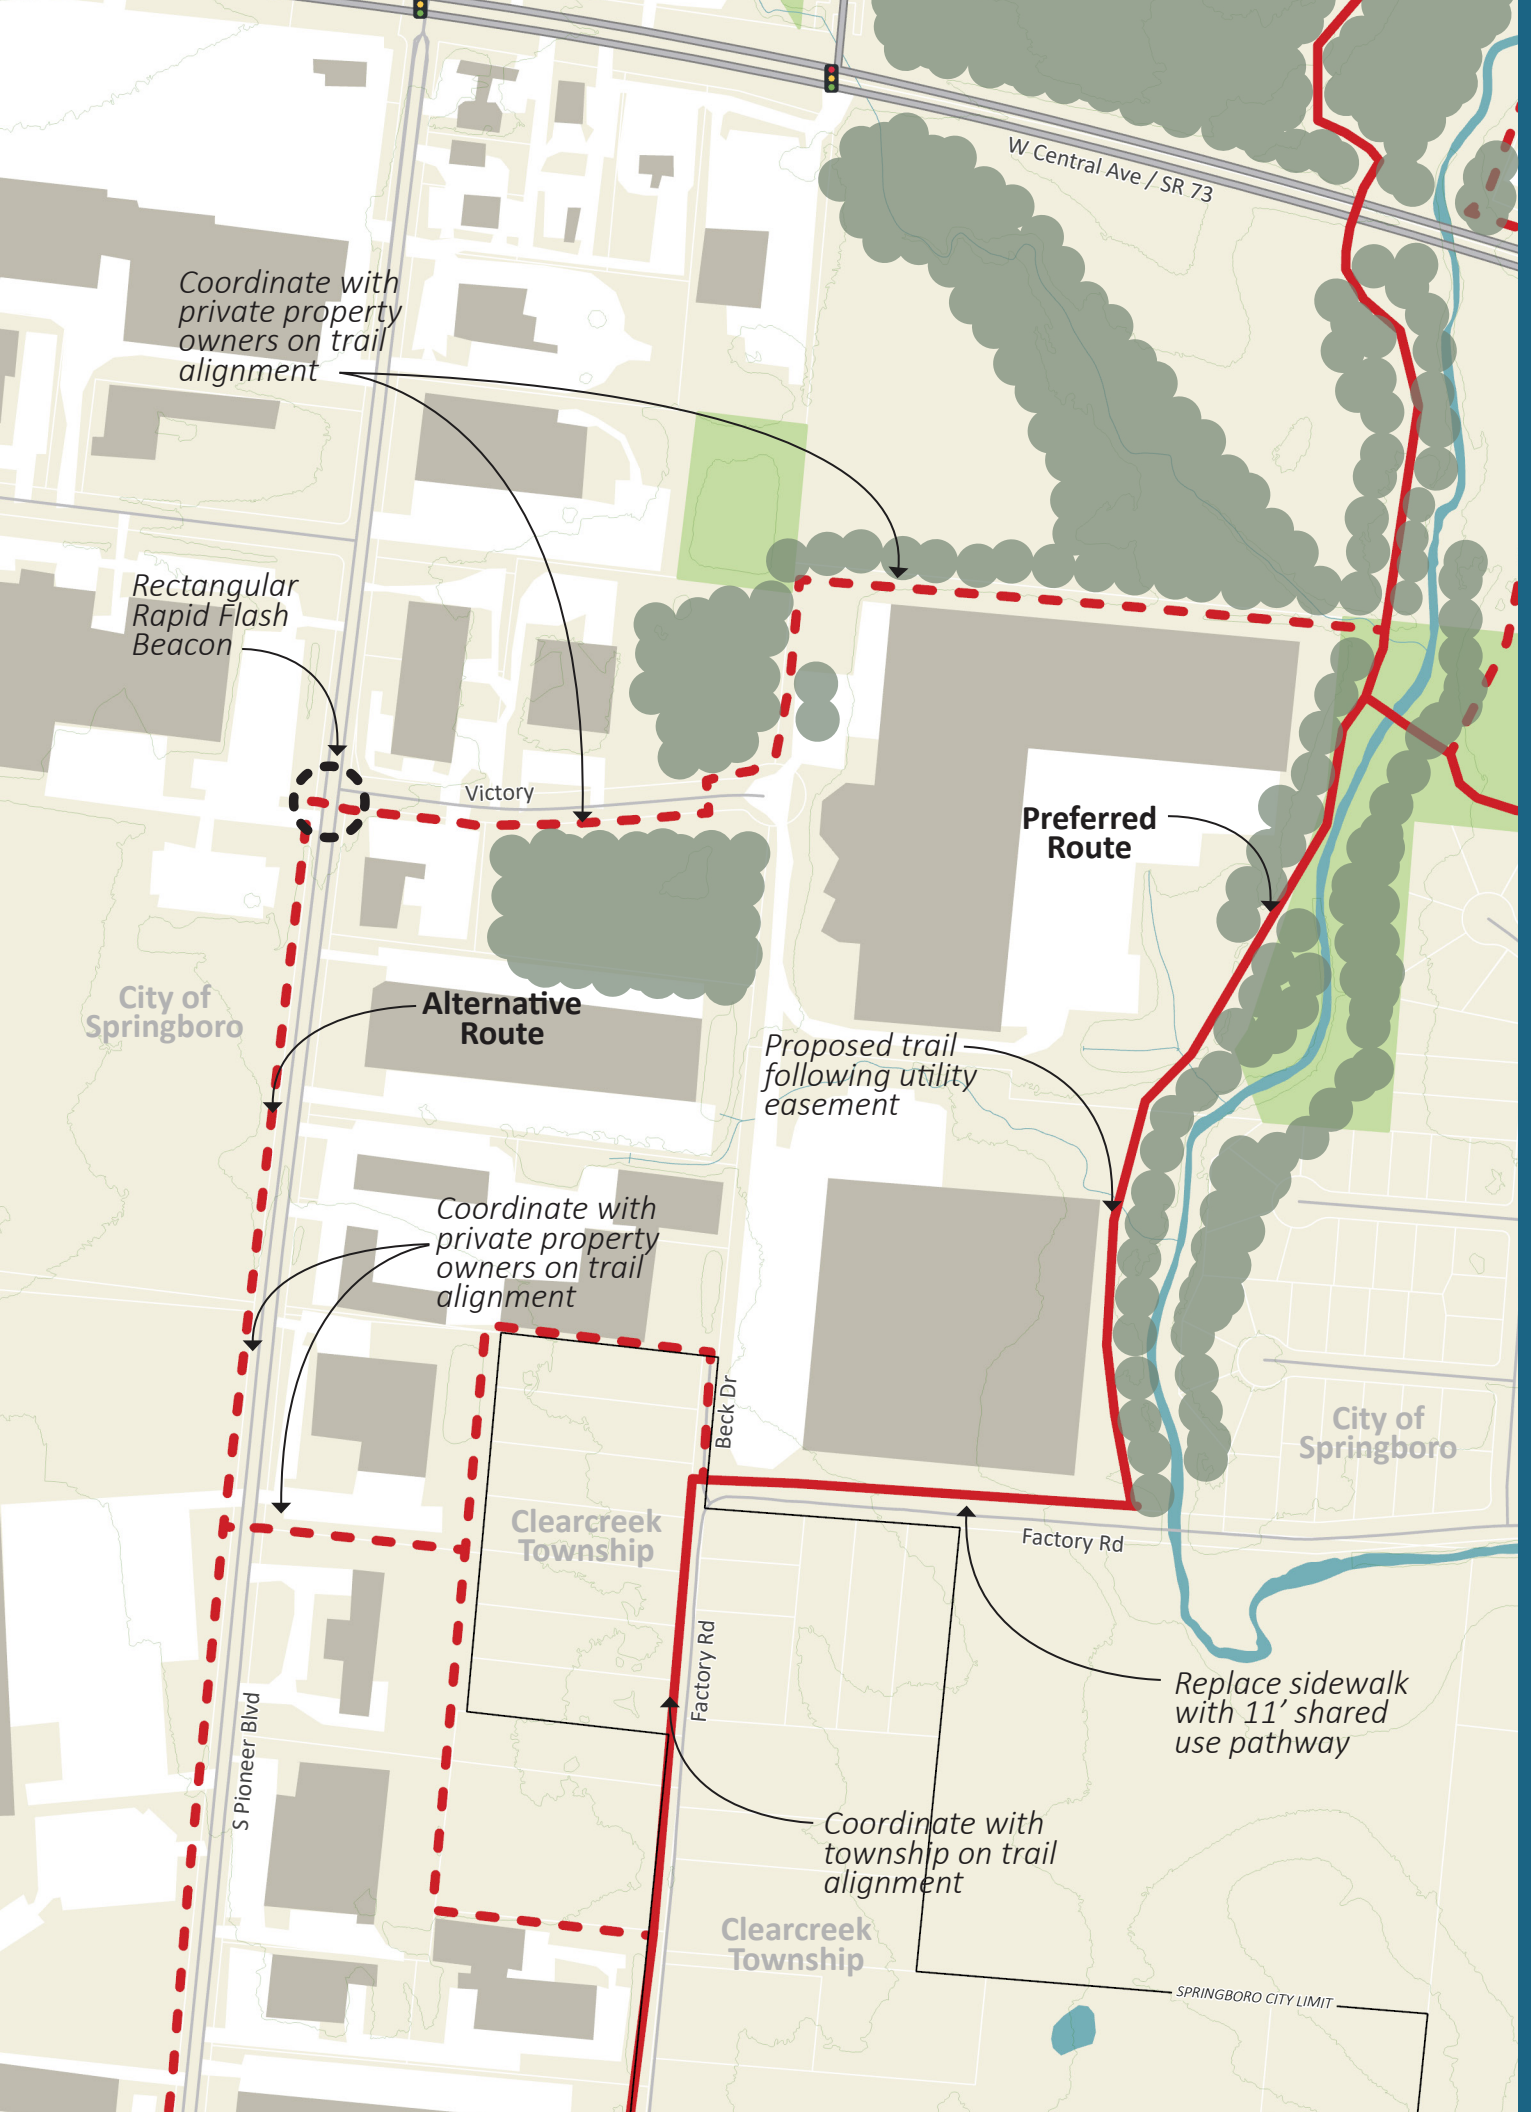 W Central Ave / SR 73
Coordinate with
private property
owners on trail
alignment
Rectangular
Rapid Flash
Beacon
Victory
Preferred
Route
City of
Springboro
Alternative
Route
Proposed trail
following utility
easement
Coordinate with
private property
owners on trail
alignment
Beck Dr
City of
Springboro
Clearcreek
Township
Factory Rd
Factory Rd
S Pioneer Blvd
Replace sidewalk
with 11’ shared
use pathway
Coordinate with
township on trail
alignment
Clearcreek
Township
SPRINGBORO CITY LIMIT